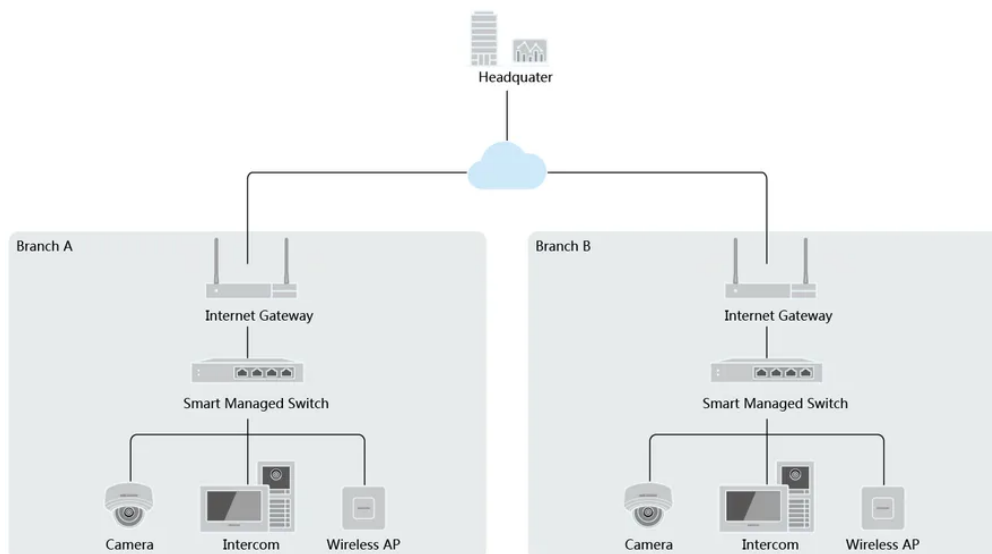 Headquater
Branch A
Branch B
Internet Gateway
Internet Gateway
Smart Managed Switch
Smart Managed Switch
Camera
Intercom
Wireless AP
Camera
Intercom
Wireless AP